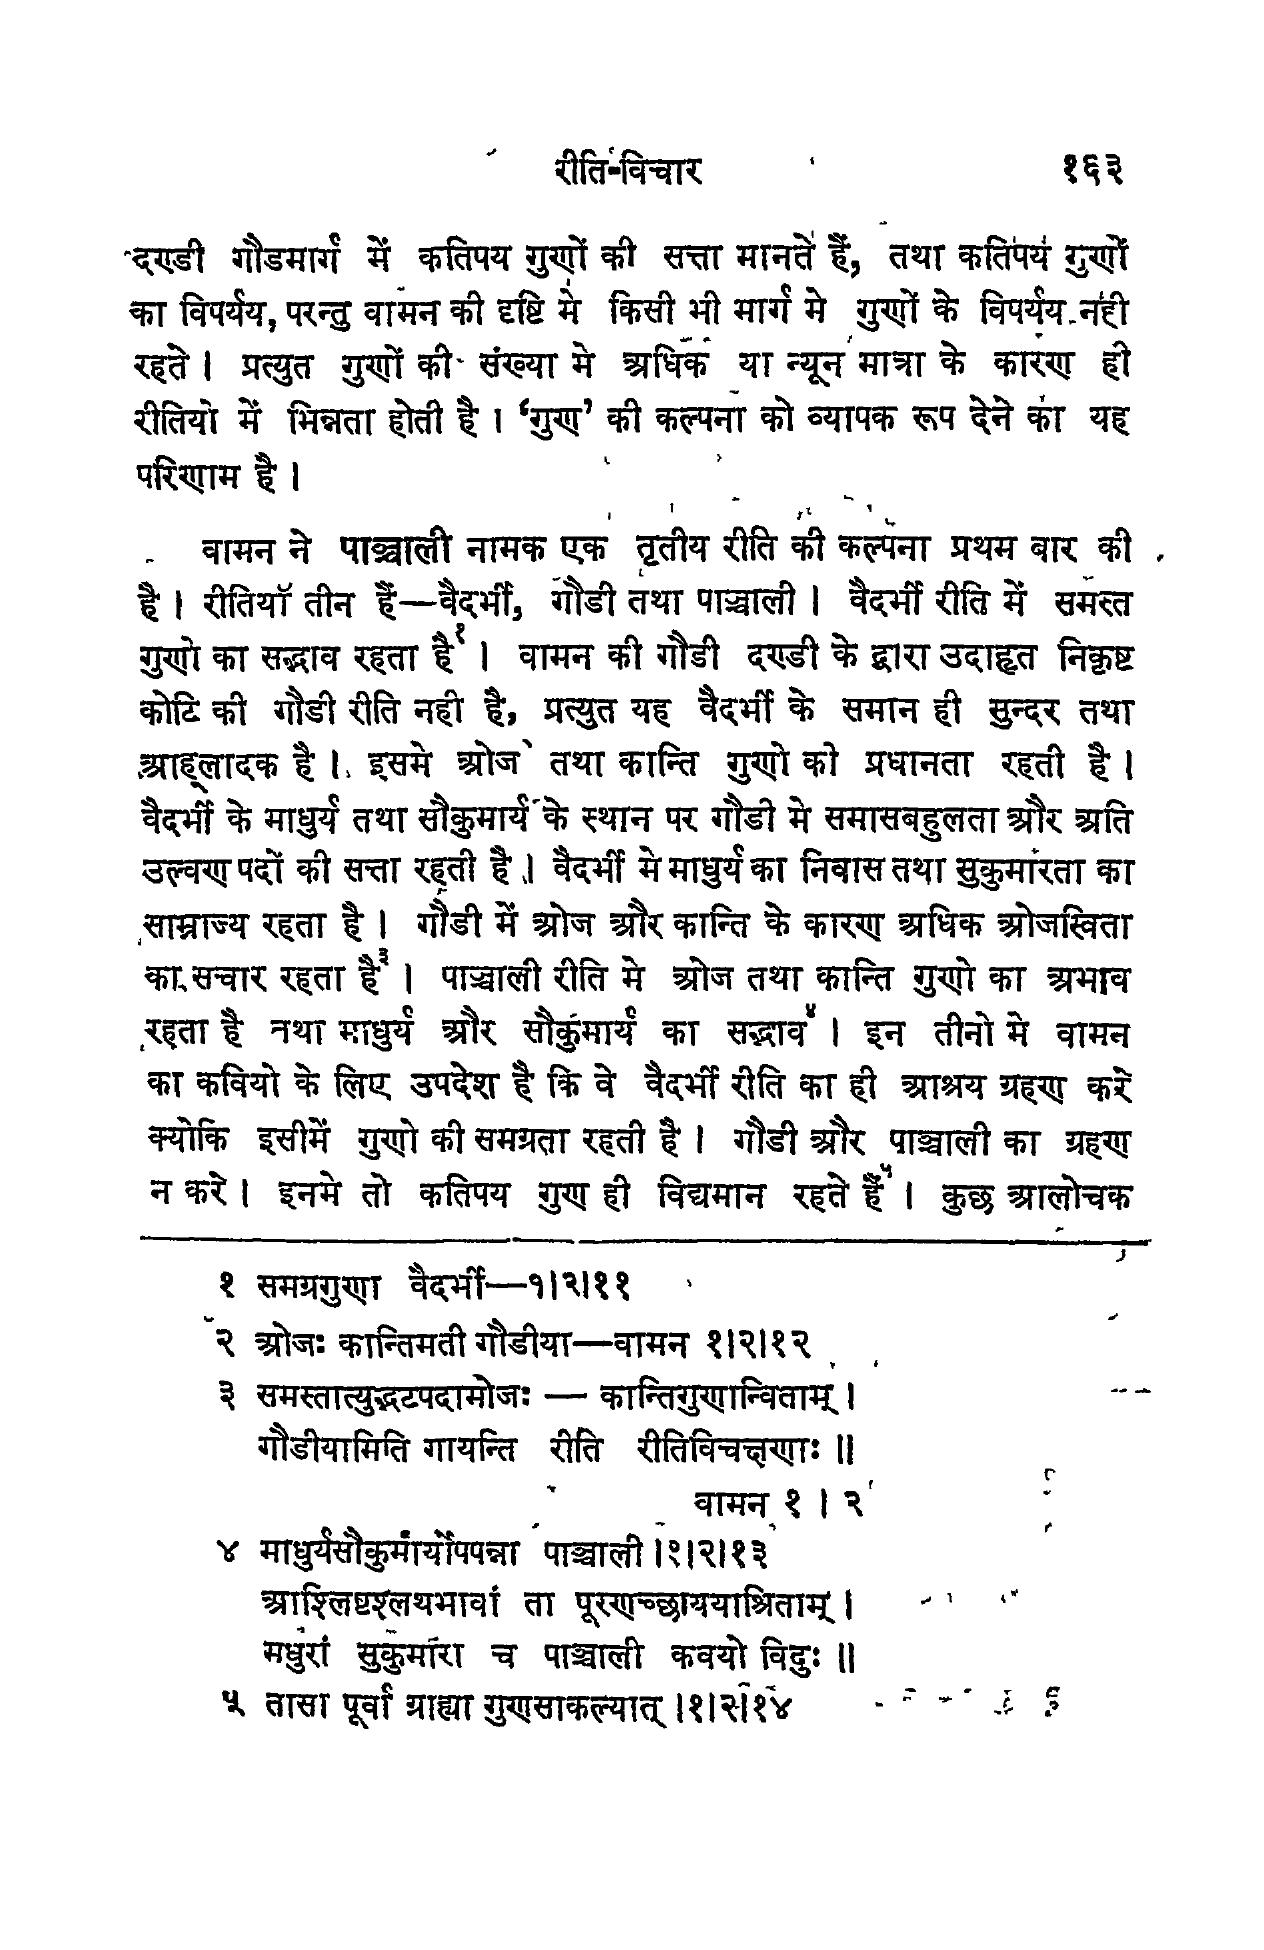 रीति-विचार १६३
दण्डी गौडमार्ग में कतिपय गुणों की सत्ता मानते हैं, तथा कतिपय गुणों
का विपर्यय, परन्तु वामन की दृष्टि मे किसी भी मार्ग मे गुणों के विपर्यय नही
रहते । प्रत्युत गुणों की संख्या मे अधिक या न्यून मात्रा के कारण ही
रीतियो में भिन्नता होती है । ‘गुण’ की कल्पना को व्यापक रूप देने का यह
परिणाम है ।
वामन ने पाञ्चाली नामक एक तृतीय रीति की कल्पना प्रथम बार की
है । रीतियाॅ तीन हैं—वैदर्भी, गौडी तथा पाञ्चाली । वैदर्भी रीति में समस्त
गुणो का सद्भाव रहता है१ । वामन की गौडी दण्डी के द्वारा उदाहृत निकृष्ट
कोटि की गौडी रीति नही है, प्रत्युत यह वैदर्भी के समान ही सुन्दर तथा
आह्लादक है । इसमे ओज तथा कान्ति गुणो को प्रधानता रहती है ।
वैदर्भी के माधुर्य तथा सौकुमार्य के स्थान पर गौडी मे समासबहुलता और अति
उल्वण पदों की सत्ता रहती है । वैदर्भी मे माधुर्य का निवास तथा सुकुमारता का
साम्राज्य रहता है । गौडी में ओज और कान्ति के कारण अधिक ओजस्विता
का सचार रहता है३ । पाञ्चाली रीति मे ओज तथा कान्ति गुणो का अभाव
रहता है नथा माधुर्य और सौकुमार्य का सद्भाव४ । इन तीनो मे वामन
का कवियो के लिए उपदेश है कि वे वैदर्भी रीति का ही आश्रय ग्रहण करें
क्योकि इसीमें गुणो की समग्रता रहती है । गौडी और पाञ्चाली का ग्रहण
न करे । इनमे तो कतिपय गुण ही विद्यमान रहते हैं५ । कुछ आलोचक
१ समग्रगुणा वैदर्भी—१।२।११
२ ओजः कान्तिमती गौडीया—वामन १।२।१२
३ समस्तात्युद्भटपदामोजः — कान्तिगुणान्विताम् ।
गौडीयामिति गायन्ति रीति रीतिविचक्षणाः ॥
वामन १ । २
४ माधुर्यसौकुमार्योपपन्ना पाञ्चाली ।१।२।१३
आश्लिष्टश्लथभावां ता पूरणच्छाययाश्रिताम् ।
मधुरां सुकुमारा च पाञ्चाली कवयो विदुः ॥
५ तासा पूर्वा ग्राह्या गुणसाकल्यात् ।१।२।१४